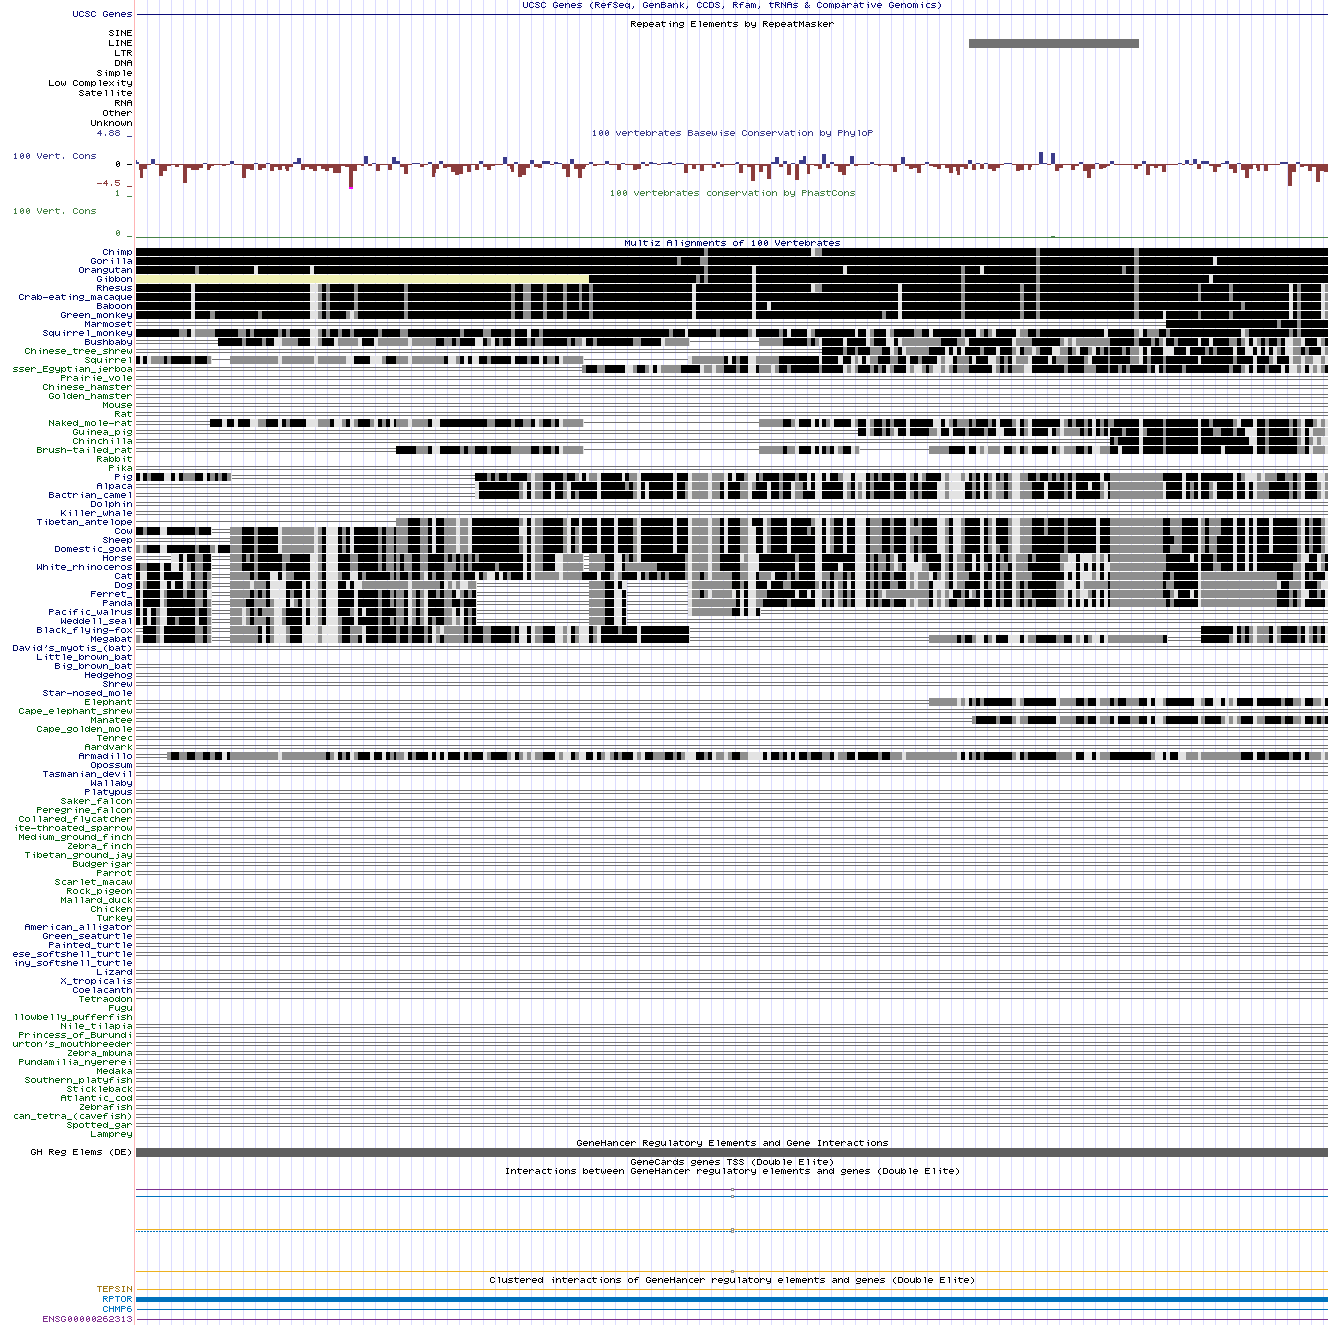 UCSC Genes (RefSeq, GenBank, CCDS, Rfam, tRNAs & Comparative Genomics)
UCSC Genes
Repeating Elements by RepeatMasker
SINE
LINE
LTR
DNA
Simple
Low Complexity
Satellite
RNA
Other
Unknown
4.88 _
100 vertebrates Basewise Conservation by PhyloP
100 Vert. Cons
0 -
-4.5 _
100 vertebrates conservation by PhastCons
1 _
100 Vert. Cons
0 _
Multiz Alignments of 100 Vertebrates
Chimp
Gorilla
Orangutan
Gibbon
Rhesus
Crab-eating_macaque
Baboon
Green_monkey
Marmoset
Squirrel_monkey
Bushbaby
Chinese_tree_shrew
Squirrel
sser_Egyptian_jerboa
Prairie_vole
Chinese_hamster
Golden_hamster
Mouse
Rat
Naked_mole-rat
Guinea_pig
Chinchilla
Brush-tailed_rat
Rabbit
Pika
Pig
Alpaca
Bactrian_camel
Dolphin
Killer_whale
Tibetan_antelope
Cow
Sheep
Domestic_goat
Horse
White_rhinoceros
Cat
Dog
Ferret_
Panda
Pacific_walrus
Weddell_seal
Black_flying-fox
Megabat
David's_myotis_(bat)
Little_brown_bat
Big_brown_bat
Hedgehog
Shrew
Star-nosed_mole
Elephant
Cape_elephant_shrew
Manatee
Cape_golden_mole
Tenrec
Aardvark
Armadillo
Opossum
Tasmanian_devil
Wallaby
Platypus
Saker_falcon
Peregrine_falcon
Collared_flycatcher
ite-throated_sparrow
Medium_ground_finch
Zebra_finch
Tibetan_ground_jay
Budgerigar
Parrot
Scarlet_macaw
Rock_pigeon
Mallard_duck
Chicken
Turkey
American_alligator
Green_seaturtle
Painted_turtle
ese_softshell_turtle
iny_softshell_turtle
Lizard
X_tropicalis
Coelacanth
Tetraodon
Fugu
llowbelly_pufferfish
Nile_tilapia
Princess_of_Burundi
urton's_mouthbreeder
Zebra_mbuna
Pundamilia_nyererei
Medaka
Southern_platyfish
Stickleback
Atlantic_cod
Zebrafish
can_tetra_(cavefish)
Spotted_gar
Lamprey
GeneHancer Regulatory Elements and Gene Interactions
GH Reg Elems (DE)
GeneCards genes TSS (Double Elite)
Interactions between GeneHancer regulatory elements and genes (Double Elite)
Clustered interactions of GeneHancer regulatory elements and genes (Double Elite)
TEPSIN
RPTOR
CHMP6
ENSG00000262313